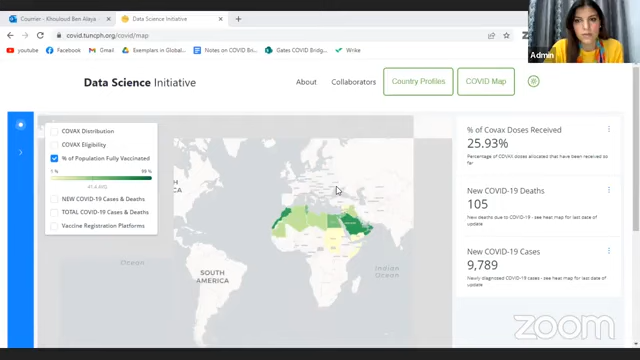 Courrier - Khouloud Ben Alaya
Data Science Initiative
covid.tuncph.org/covid/map
youtube
facebook
Gmail
Exemplars in Global...
Notes on COVID Bri...
Gates COVID Bridg...
Wrike
Admin
Data Science Initiative
About
Collaborators
Country Profiles
COVID Map
COVAX Distribution
COVAX Eligibility
% of Population Fully Vaccinated
1 %
99 %
41.4 AVG
NEW COVID-19 Cases & Deaths
TOTAL COVID-19 Cases & Deaths
Vaccine Registration Platforms
SOUTH
AMERICA
Ocean
Indian
Ocean
% of Covax Doses Received
25.93%
Percentage of COVAX doses allocated that have been received so
far
New COVID-19 Deaths
105
New deaths due to COVID-19 - see heat map for last date of
update
New COVID-19 Cases
9,789
Newly diagnosed COVID-19 cases - see heat map for last date of
update
zoom